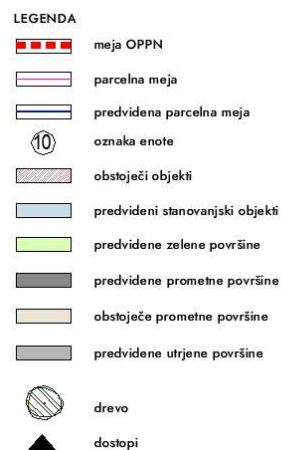 LEGENDA
meja OPPN
parcelna meja
predvidena parcelna meja
10 oznaka enote
obstoječi objekti
predvideni stanovanjski objekti
predvidene zelene površine
predvidene prometne površine
obstoječe prometne površine
predvidene utrjene površine
drevo
dostopi